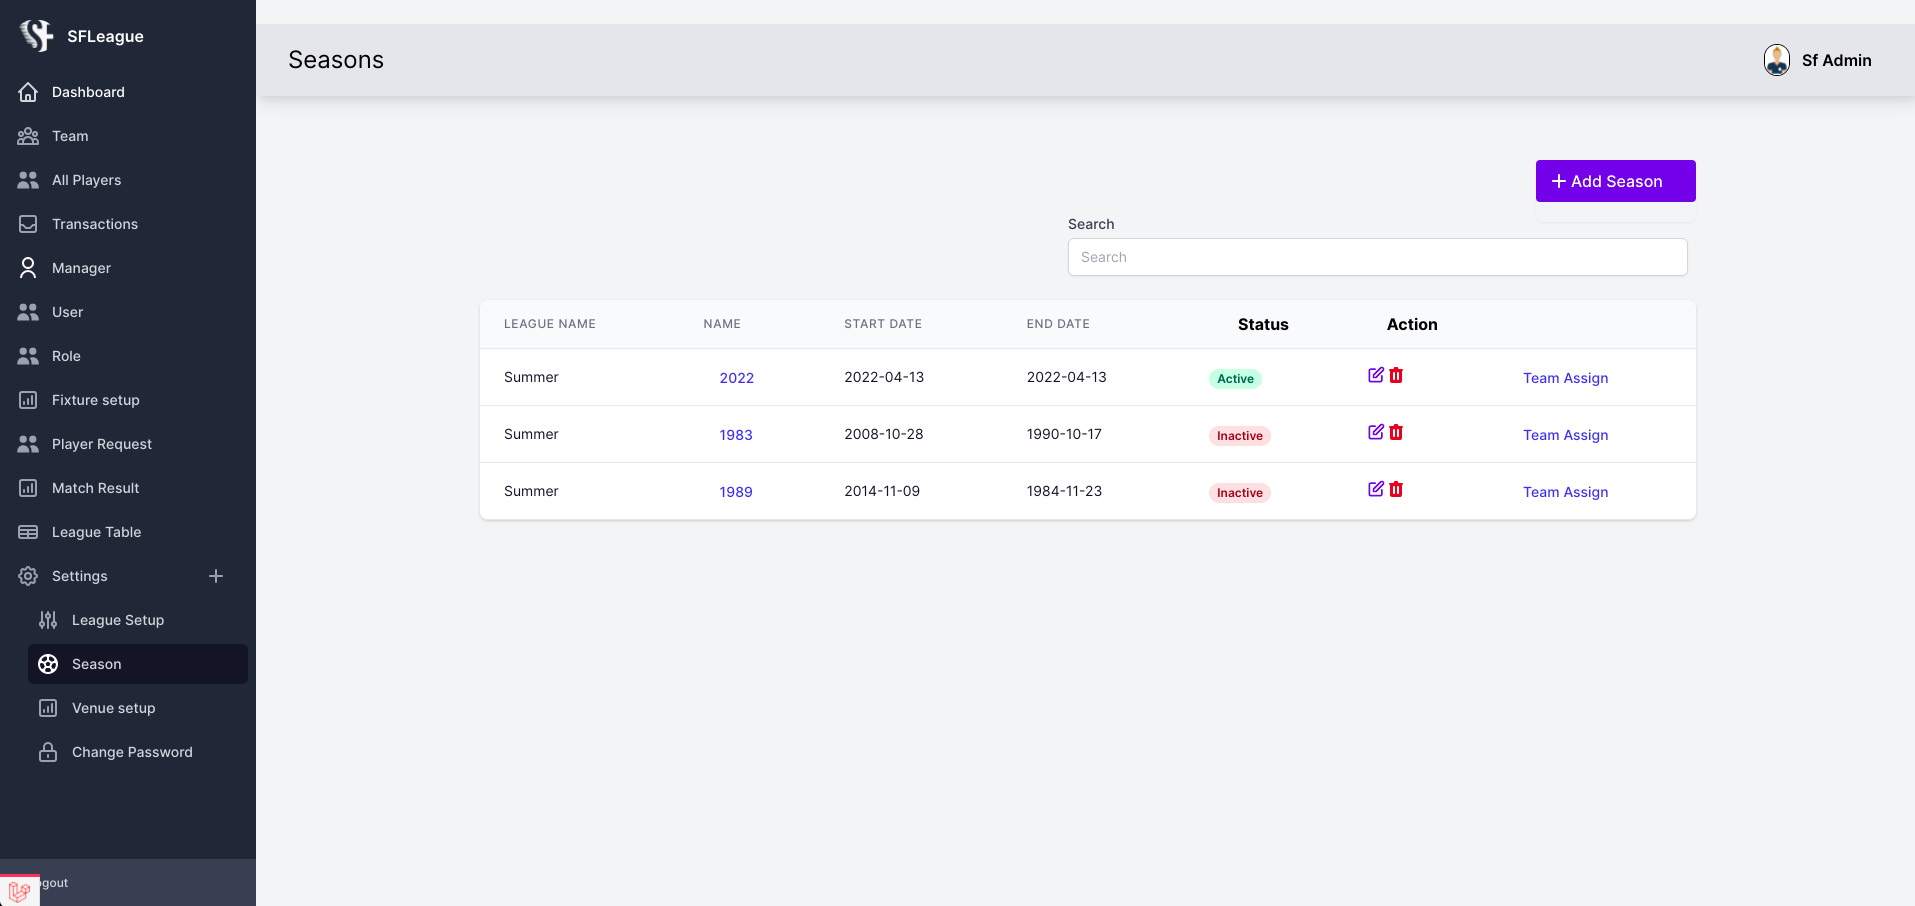 SFLeague
Dashboard
Team
All Players
Transactions
Manager
User
Role
Fixture setup
Player Request
Match Result
League Table
Settings
League Setup
Season
Venue setup
Change Password
Seasons
Sf Admin
Add Season
Search
Search
LEAGUE NAME NAME START DATE END DATE Status Action
Summer 2022 2022-04-13 2022-04-13 Active Team Assign
Summer 1983 2008-10-28 1990-10-17 Inactive Team Assign
Summer 1989 2014-11-09 1984-11-23 Inactive Team Assign